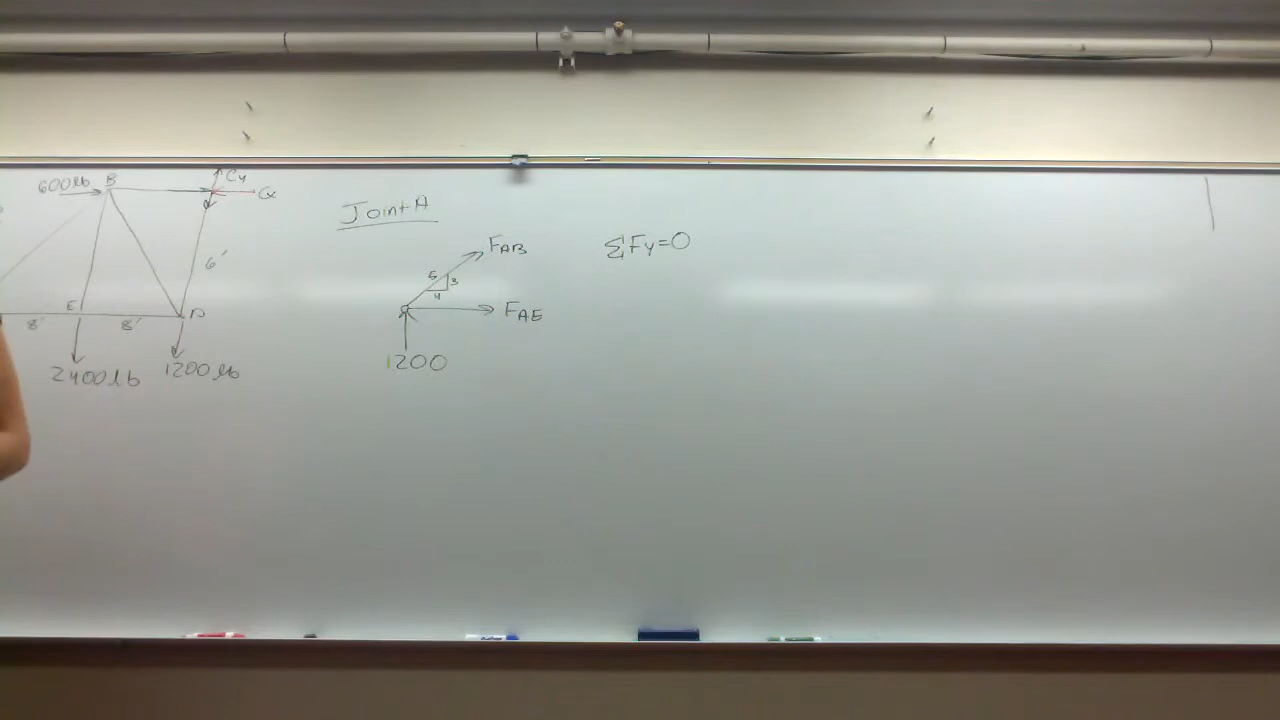 600lb B Cy
Cx
6'
E D
8' 8'
2400lb 1200lb
Joint A
FAB
5 3
4
FAE
1200
ΣFy=0